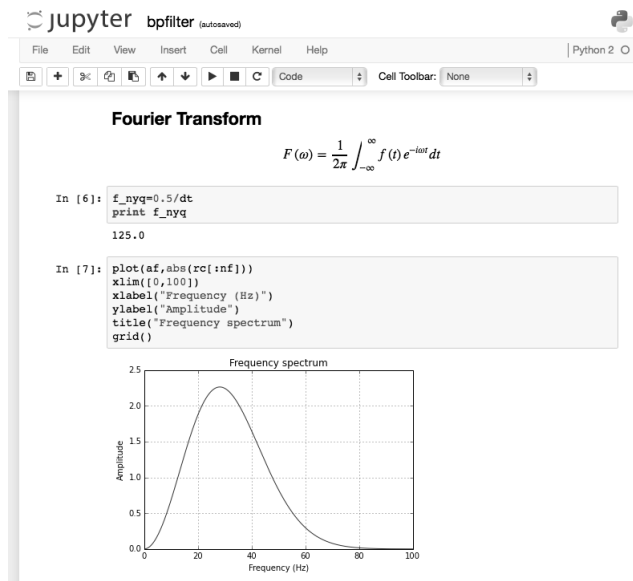 jupyter bpfilter (autosaved)
File Edit View Insert Cell Kernel Help Python 2
Code Cell Toolbar: None
Fourier Transform
F (ω) = 1/2π ∫_{-∞}^{∞} f (t) e^{-iωt} dt
In [6]: f_nyq=0.5/dt
print f_nyq
125.0
In [7]: plot(af,abs(rc[:nf]))
xlim([0,100])
xlabel("Frequency (Hz)")
ylabel("Amplitude")
title("Frequency spectrum")
grid()
Frequency spectrum
2.5
2.0
1.5
1.0
0.5
0.0
Amplitude
0 20 40 60 80 100
Frequency (Hz)